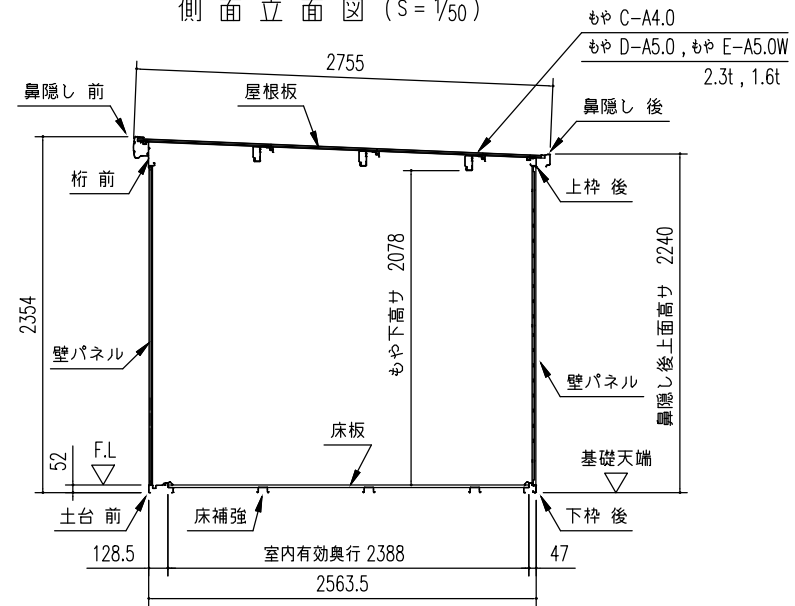 側面立面図 (S=1/50)
もや C-A4.0
もや D-A5.0 , もや E-A5.0W
2.3t , 1.6t
2755
鼻隠し 前
屋根板
鼻隠し 後
桁 前
上枠 後
もや下高サ 2078
鼻隠し後上面高サ 2240
2354
壁パネル
壁パネル
床板
52
F.L
基礎天端
土台 前
床補強
下枠 後
128.5
室内有効奥行 2388
47
2563.5